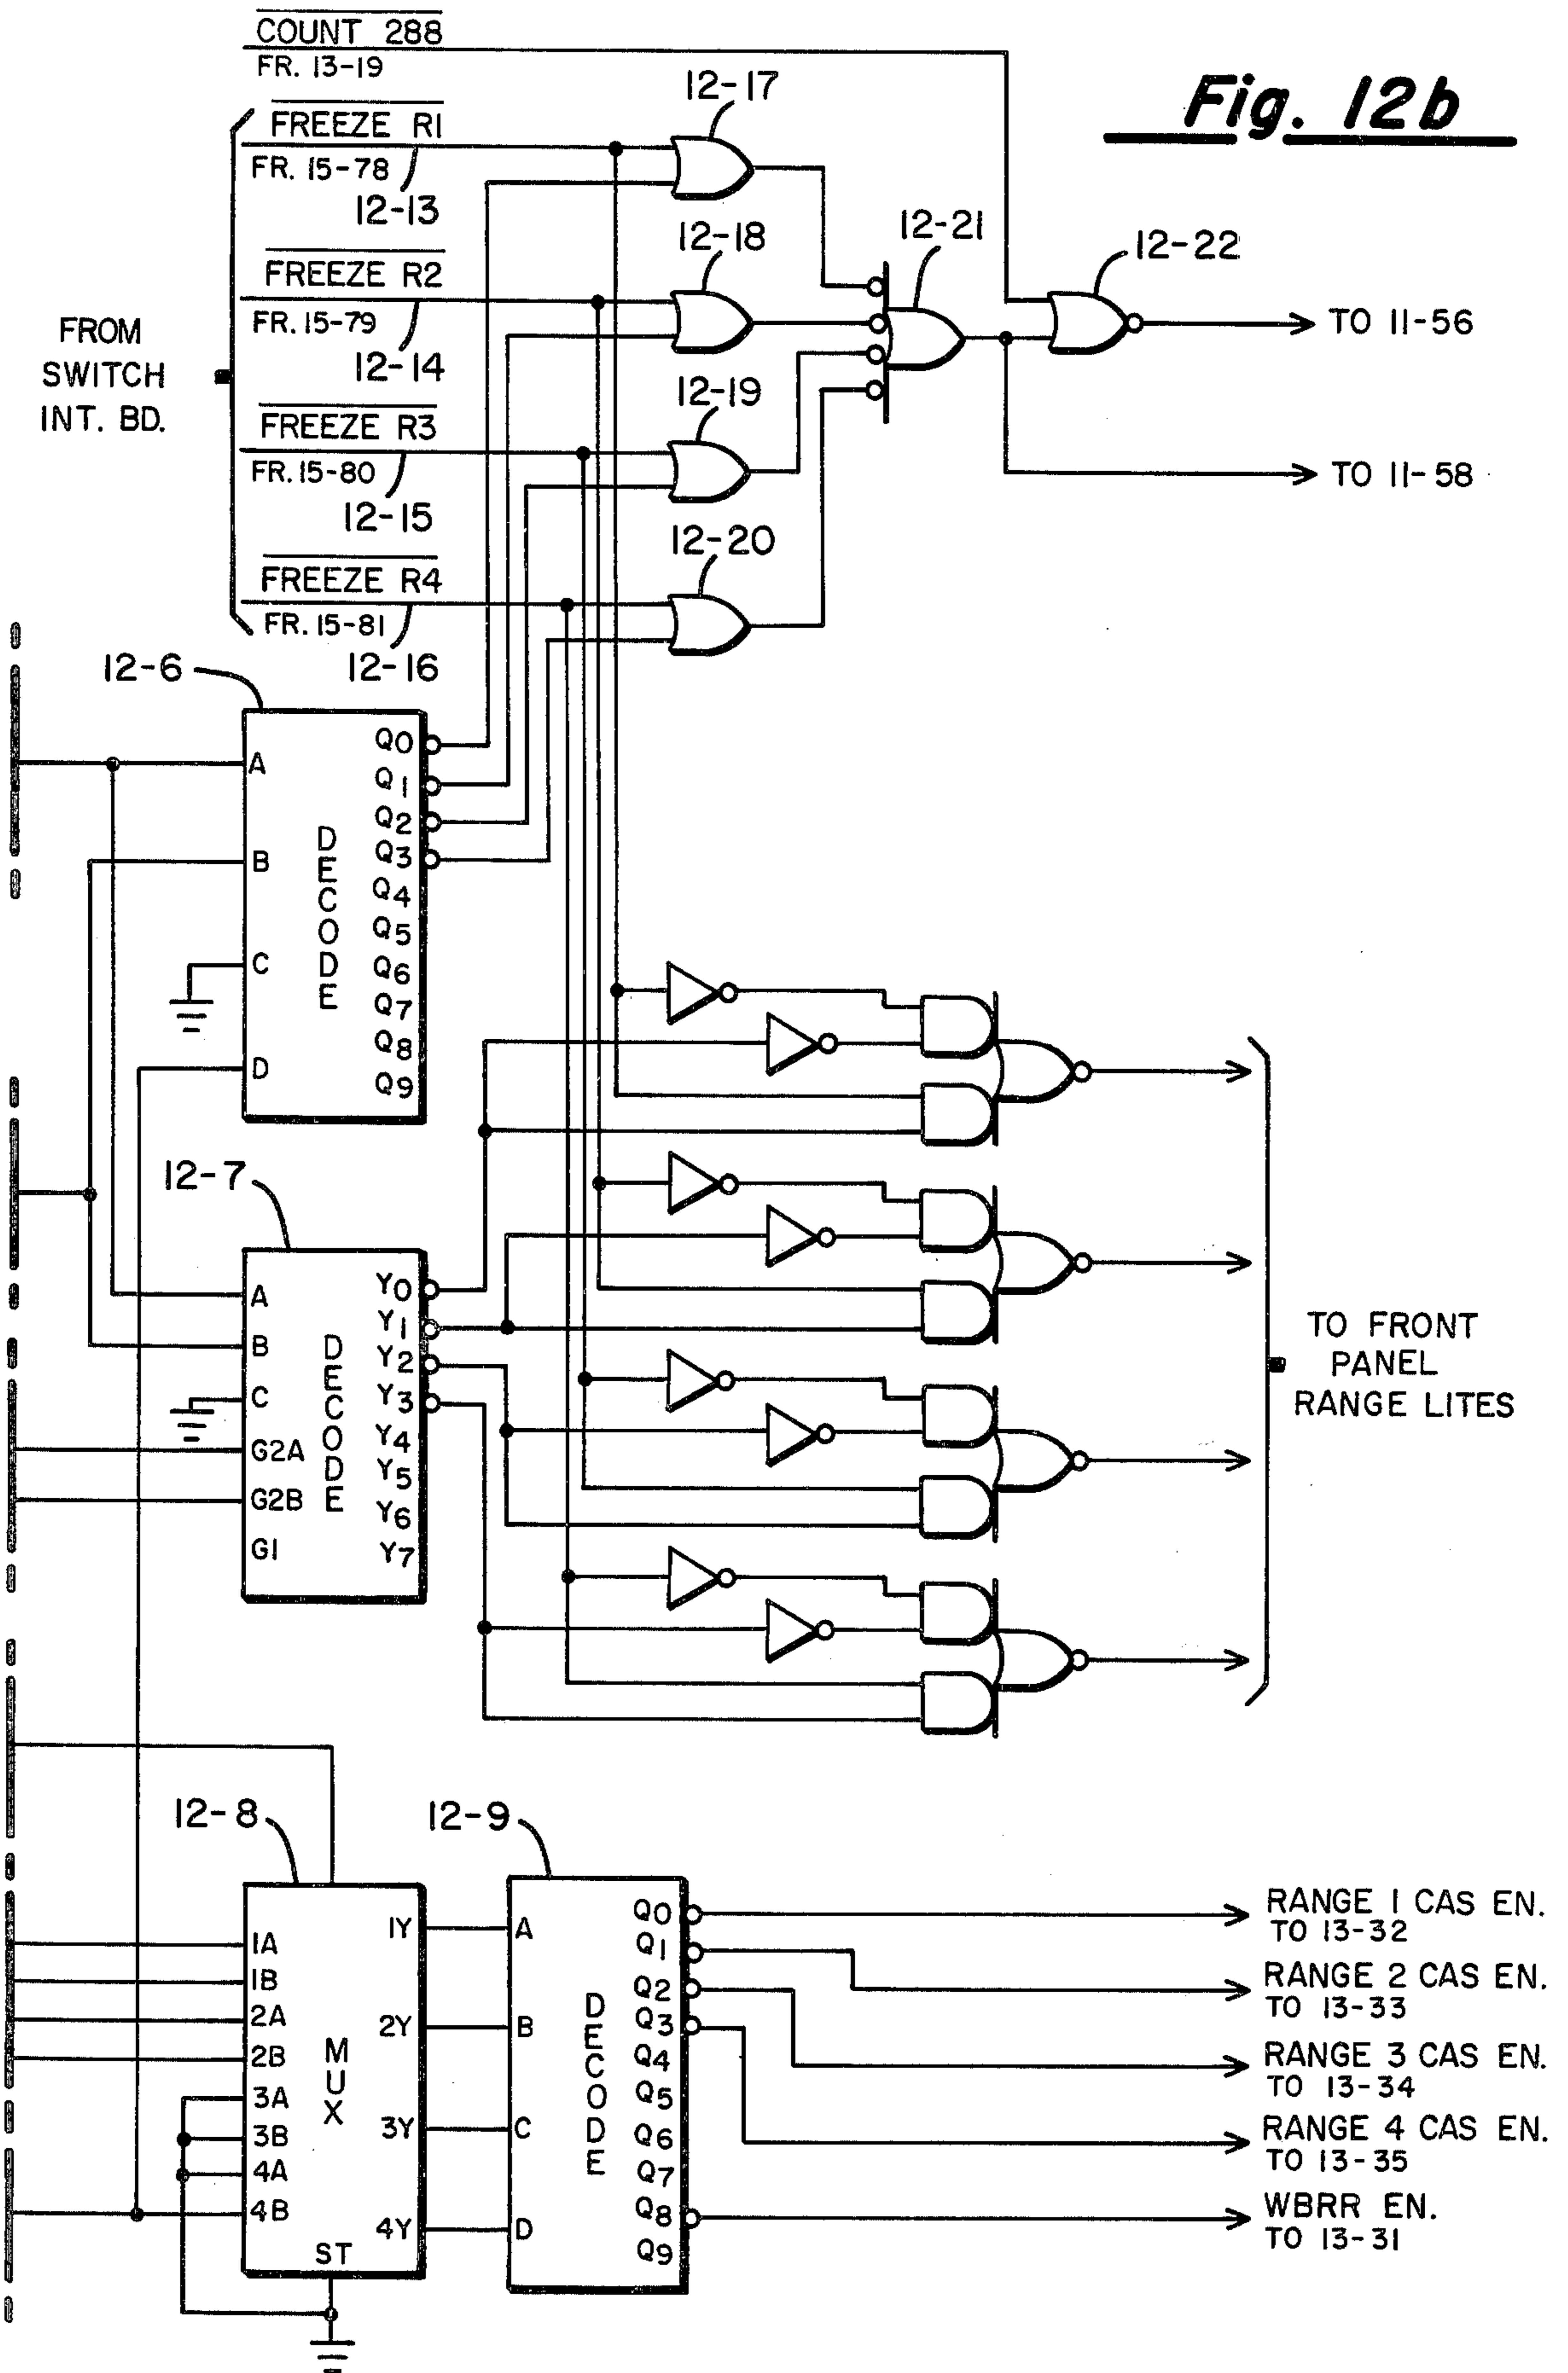 Fig. 12b
COUNT 288
FR. 13-19
FREEZE R1
FR. 15-78
12-13
FREEZE R2
FR. 15-79
12-14
FREEZE R3
FR. 15-80
12-15
FREEZE R4
FR. 15-81
12-16
FROM
SWITCH
INT. BD.
12-17
12-18
12-19
12-20
12-21
12-22
TO 11-56
TO 11-58
12-6
A
B
C
D
DECODE
Q0
Q1
Q2
Q3
Q4
Q5
Q6
Q7
Q8
Q9
12-7
A
B
C
G2A
G2B
G1
DECODE
Y0
Y1
Y2
Y3
Y4
Y5
Y6
Y7
TO FRONT
PANEL
RANGE LITES
12-8
1A
1B
2A
2B
3A
3B
4A
4B
MUX
ST
1Y
2Y
3Y
4Y
12-9
A
B
C
D
DECODE
Q0
Q1
Q2
Q3
Q4
Q5
Q6
Q7
Q8
Q9
RANGE 1 CAS EN.
TO 13-32
RANGE 2 CAS EN.
TO 13-33
RANGE 3 CAS EN.
TO 13-34
RANGE 4 CAS EN.
TO 13-35
WBRR EN.
TO 13-31